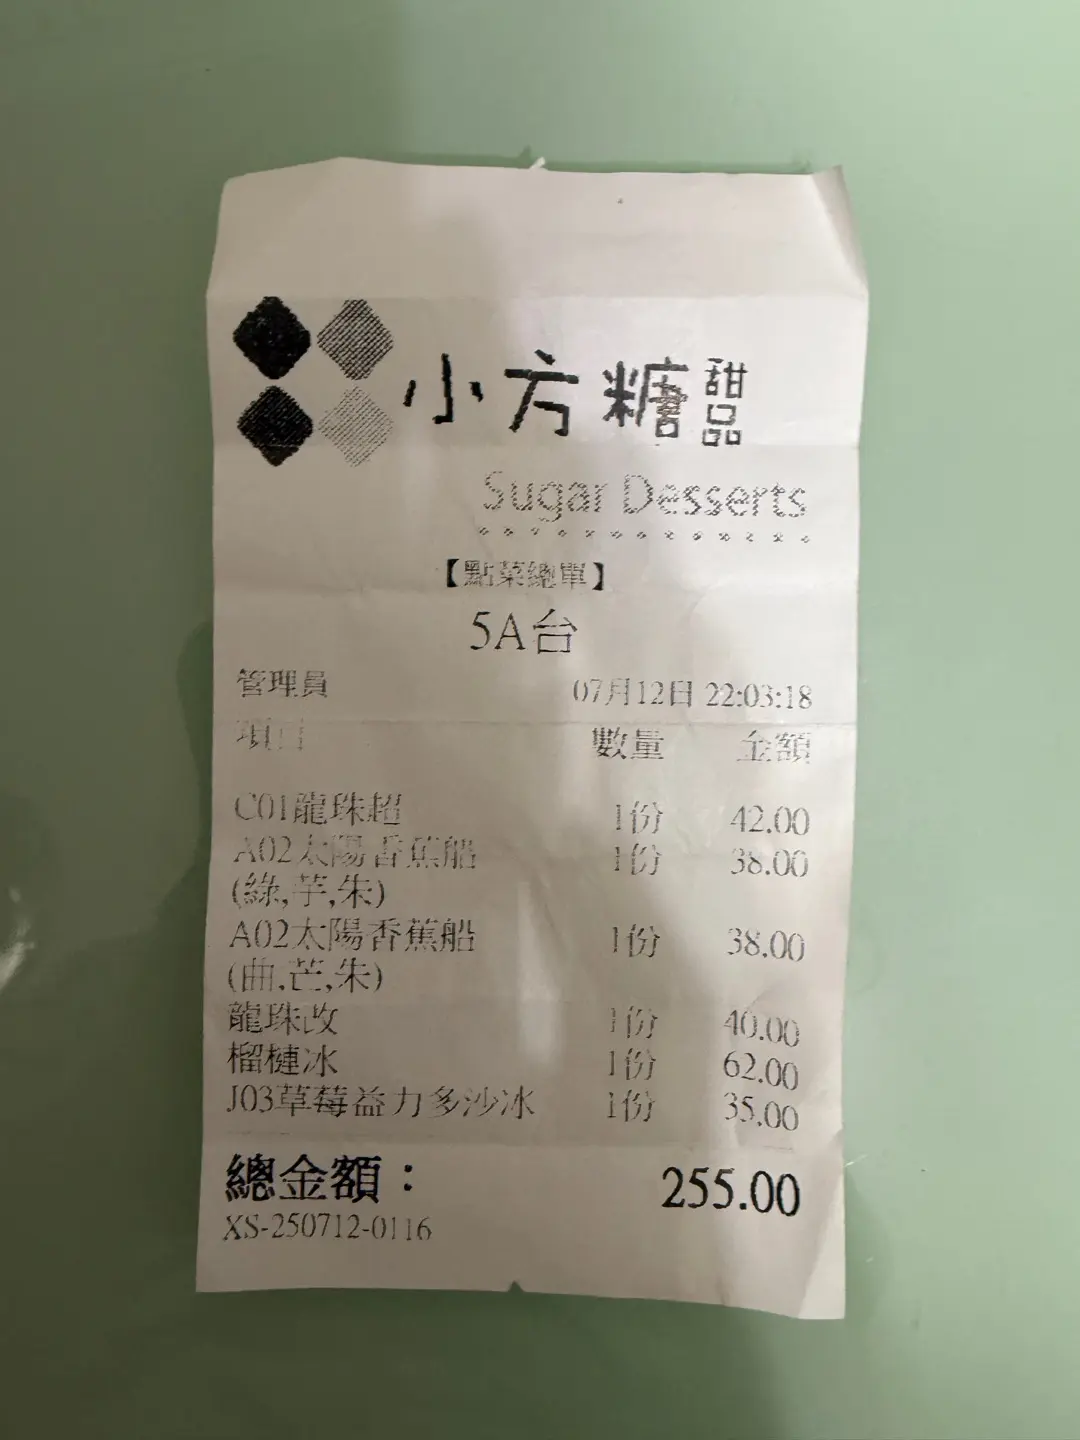 小方糖甜品
Sugar Desserts
【點菜總單】
5A台
管理員 07月12日 22:03:18
項目 數量 金額
C01龍珠超 1份 42.00
A02太陽香蕉船 1份 38.00
(綠,芋,朱)
A02太陽香蕉船 1份 38.00
(曲,芒,朱)
龍珠改 1份 40.00
榴槤冰 1份 62.00
J03草莓益力多沙冰 1份 35.00
總金額： 255.00
XS-250712-0116